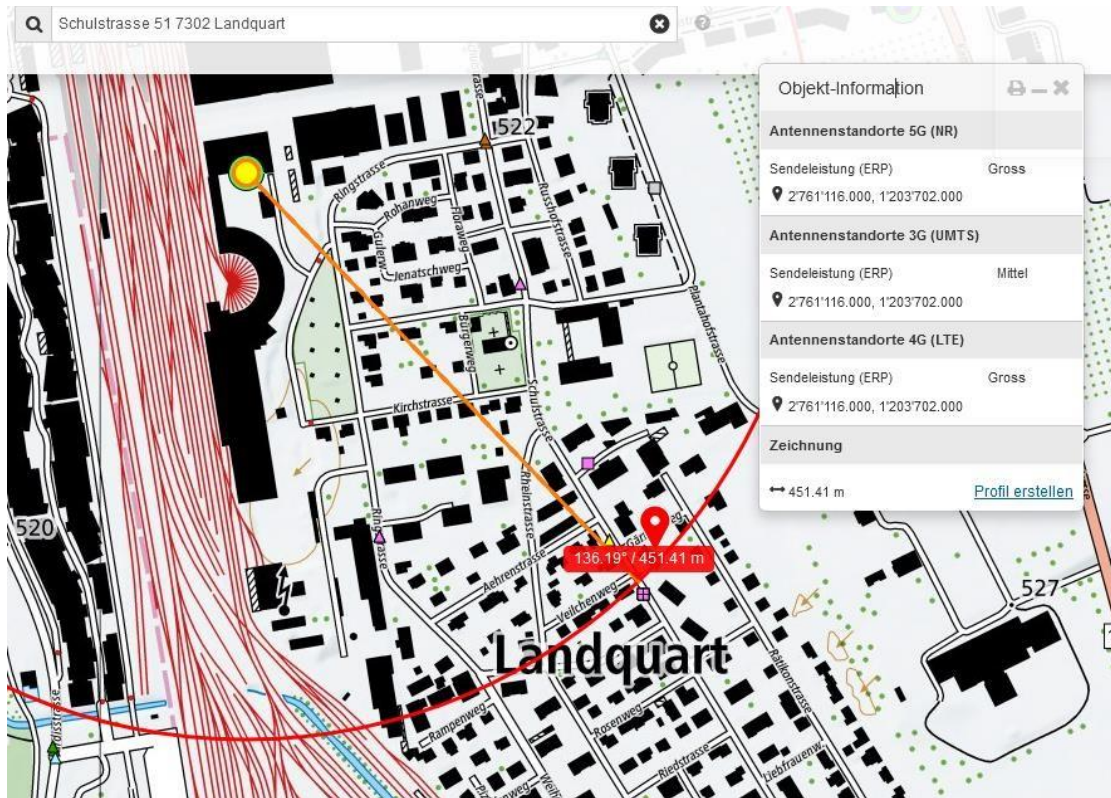 Schulstrasse 51 7302 Landquart
Objekt-Information
Antennenstandorte 5G (NR)
Sendeleistung (ERP) Gross
2'761'116.000, 1'203'702.000
Antennenstandorte 3G (UMTS)
Sendeleistung (ERP) Mittel
2'761'116.000, 1'203'702.000
Antennenstandorte 4G (LTE)
Sendeleistung (ERP) Gross
2'761'116.000, 1'203'702.000
Zeichnung
451.41 m Profil erstellen
522
Ringstrasse
Rohanweg
Floraweg
Russhofstrasse
Gulerw.
Jenatschweg
Plantahofstrasse
Bürgerweg
Kirchstrasse
Schulstrasse
Rheinstrasse
520
Aehrenstrasse
136.19° / 451.41 m
Veilchenweg
527
Landquart
Rätikonstrasse
Rosenweg
Rampenweg
Riedstrasse
Liebfrauenw.